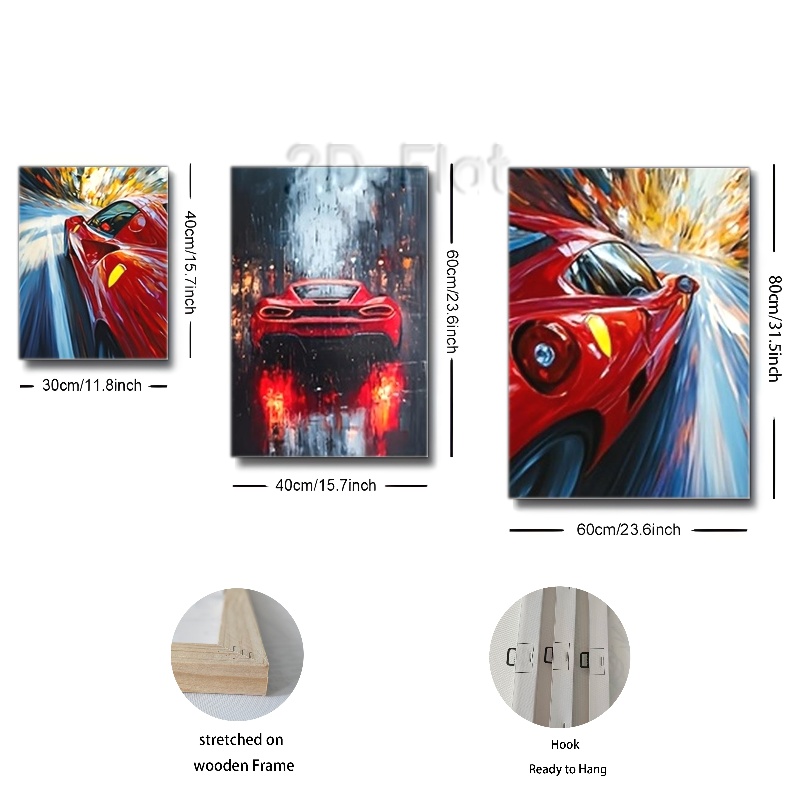 2D Flat
40cm/15.7inch
60cm/23.6inch
80cm/31.5inch
30cm/11.8inch
40cm/15.7inch
60cm/23.6inch
stretched on
wooden Frame
Hook
Ready to Hang